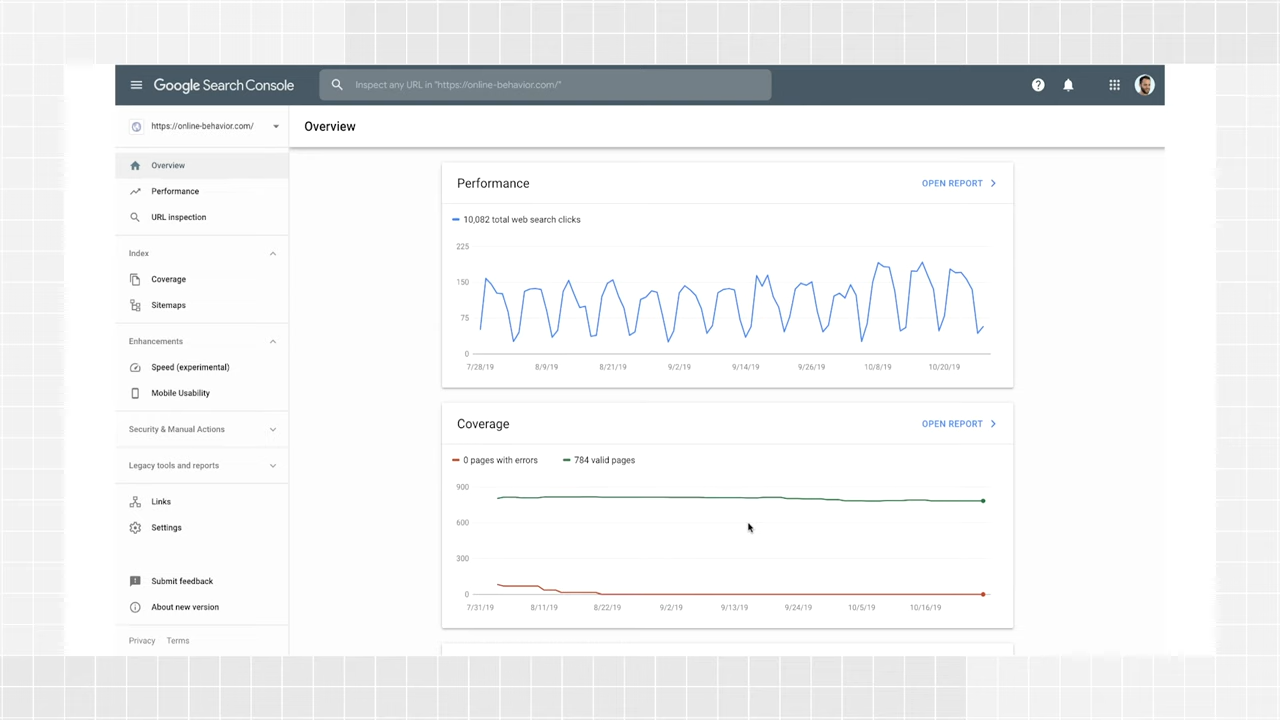 Google Search Console
Inspect any URL in "https://online-behavior.com/"
https://online-behavior.com/
Overview
Overview
Performance
URL inspection
Index
Coverage
Sitemaps
Enhancements
Speed (experimental)
Mobile Usability
Security & Manual Actions
Legacy tools and reports
Links
Settings
Submit feedback
About new version
Privacy Terms
Performance
OPEN REPORT
10,082 total web search clicks
225
150
75
0
7/28/19 8/9/19 8/21/19 9/2/19 9/14/19 9/26/19 10/8/19 10/20/19
Coverage
OPEN REPORT
0 pages with errors 784 valid pages
900
600
300
0
7/31/19 8/11/19 8/22/19 9/2/19 9/13/19 9/24/19 10/5/19 10/16/19